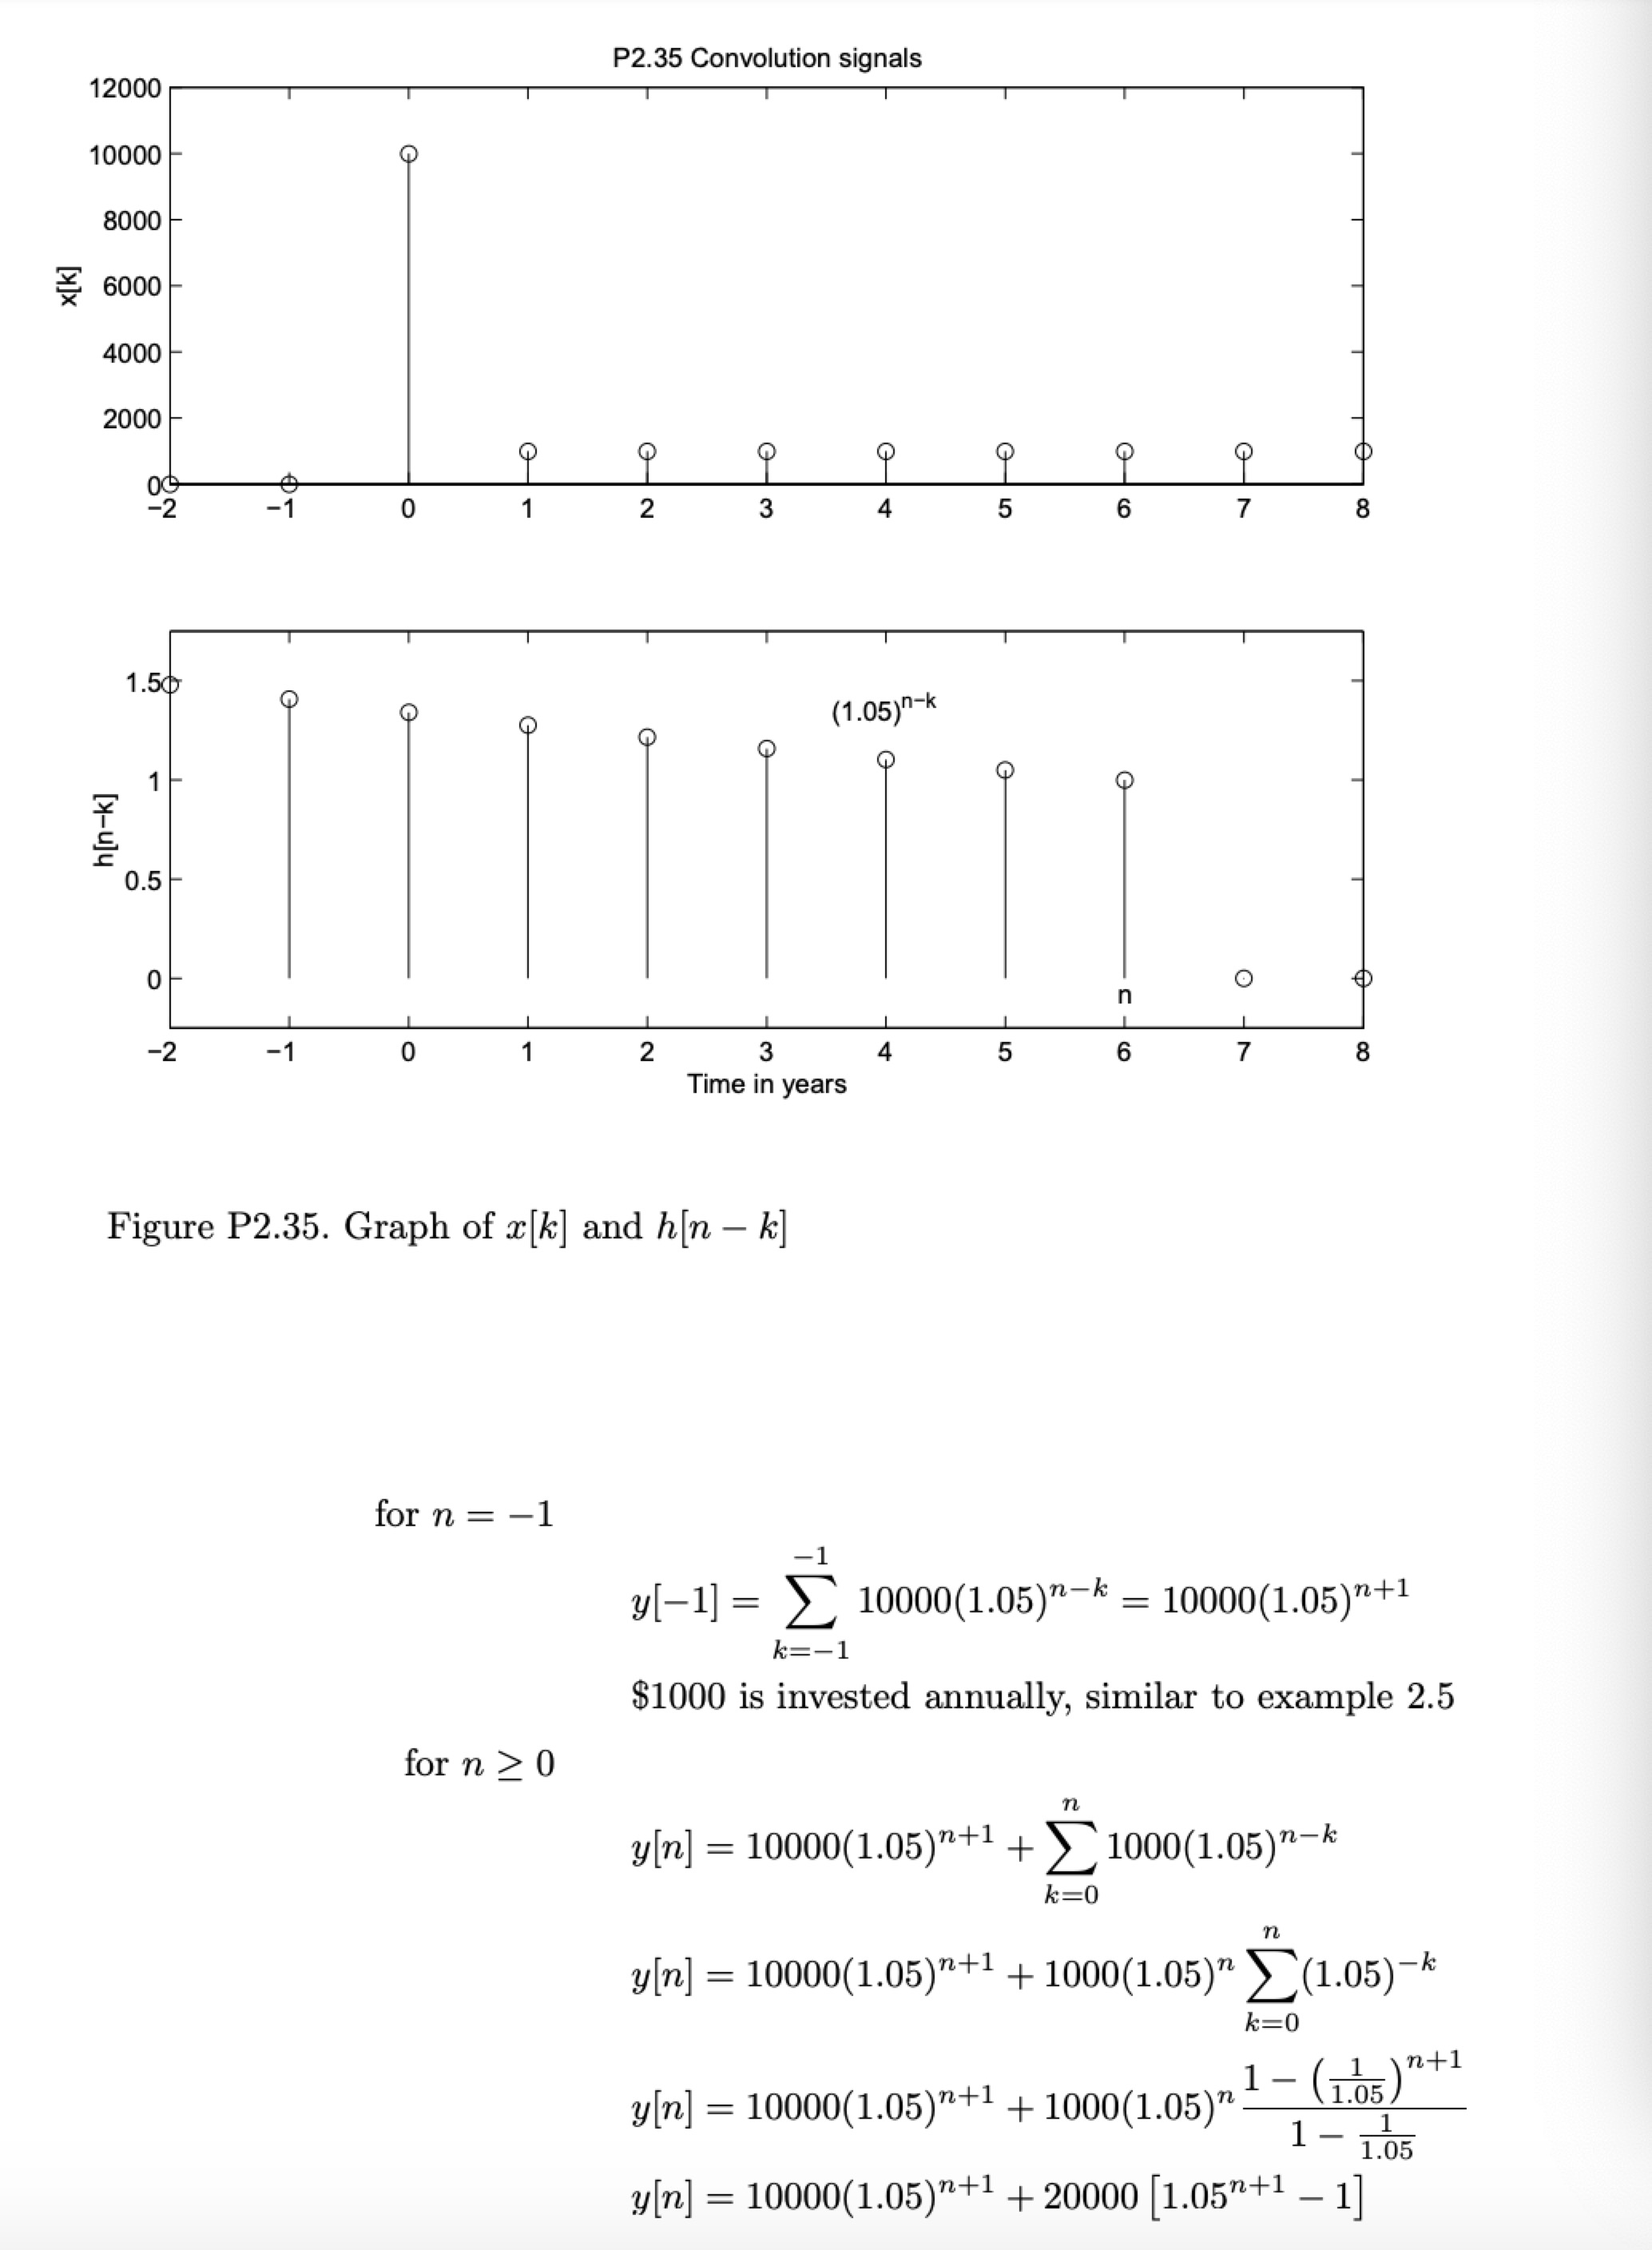 P2.35 Convolution signals
12000
10000
8000
6000
4000
2000
0
x[k]
−2 −1 0 1 2 3 4 5 6 7 8
1.5
1
0.5
0
h[n−k]
(1.05)^{n−k}
n
−2 −1 0 1 2 3 4 5 6 7 8
Time in years
Figure P2.35. Graph of x[k] and h[n − k]
for n = −1
y[−1] = \sum_{k=−1}^{−1} 10000(1.05)^{n−k} = 10000(1.05)^{n+1}
$1000 is invested annually, similar to example 2.5
for n ≥ 0
y[n] = 10000(1.05)^{n+1} + \sum_{k=0}^{n} 1000(1.05)^{n−k}
y[n] = 10000(1.05)^{n+1} + 1000(1.05)^{n} \sum_{k=0}^{n} (1.05)^{−k}
y[n] = 10000(1.05)^{n+1} + 1000(1.05)^{n} \frac{1 − (\frac{1}{1.05})^{n+1}}{1 − \frac{1}{1.05}}
y[n] = 10000(1.05)^{n+1} + 20000 [1.05^{n+1} − 1]